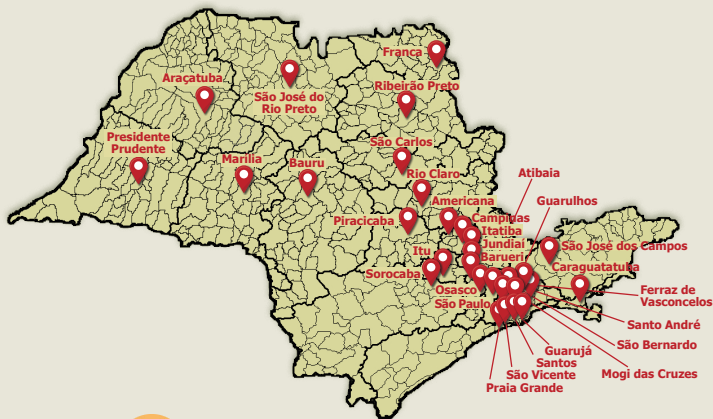 Franca
Araçatuba
São José do
Rio Preto
Ribeirão Preto
Presidente
Prudente
Marília
Bauru
São Carlos
Rio Claro
Atibaia
Americana
Guarulhos
Piracicaba
Campinas
Itatiba
Jundiaí
São José dos Campos
Itu
Barueri
Caraguatatuba
Sorocaba
Osasco
São Paulo
Ferraz de
Vasconcelos
Santo André
São Bernardo
Guarujá
Santos
Mogi das Cruzes
São Vicente
Praia Grande